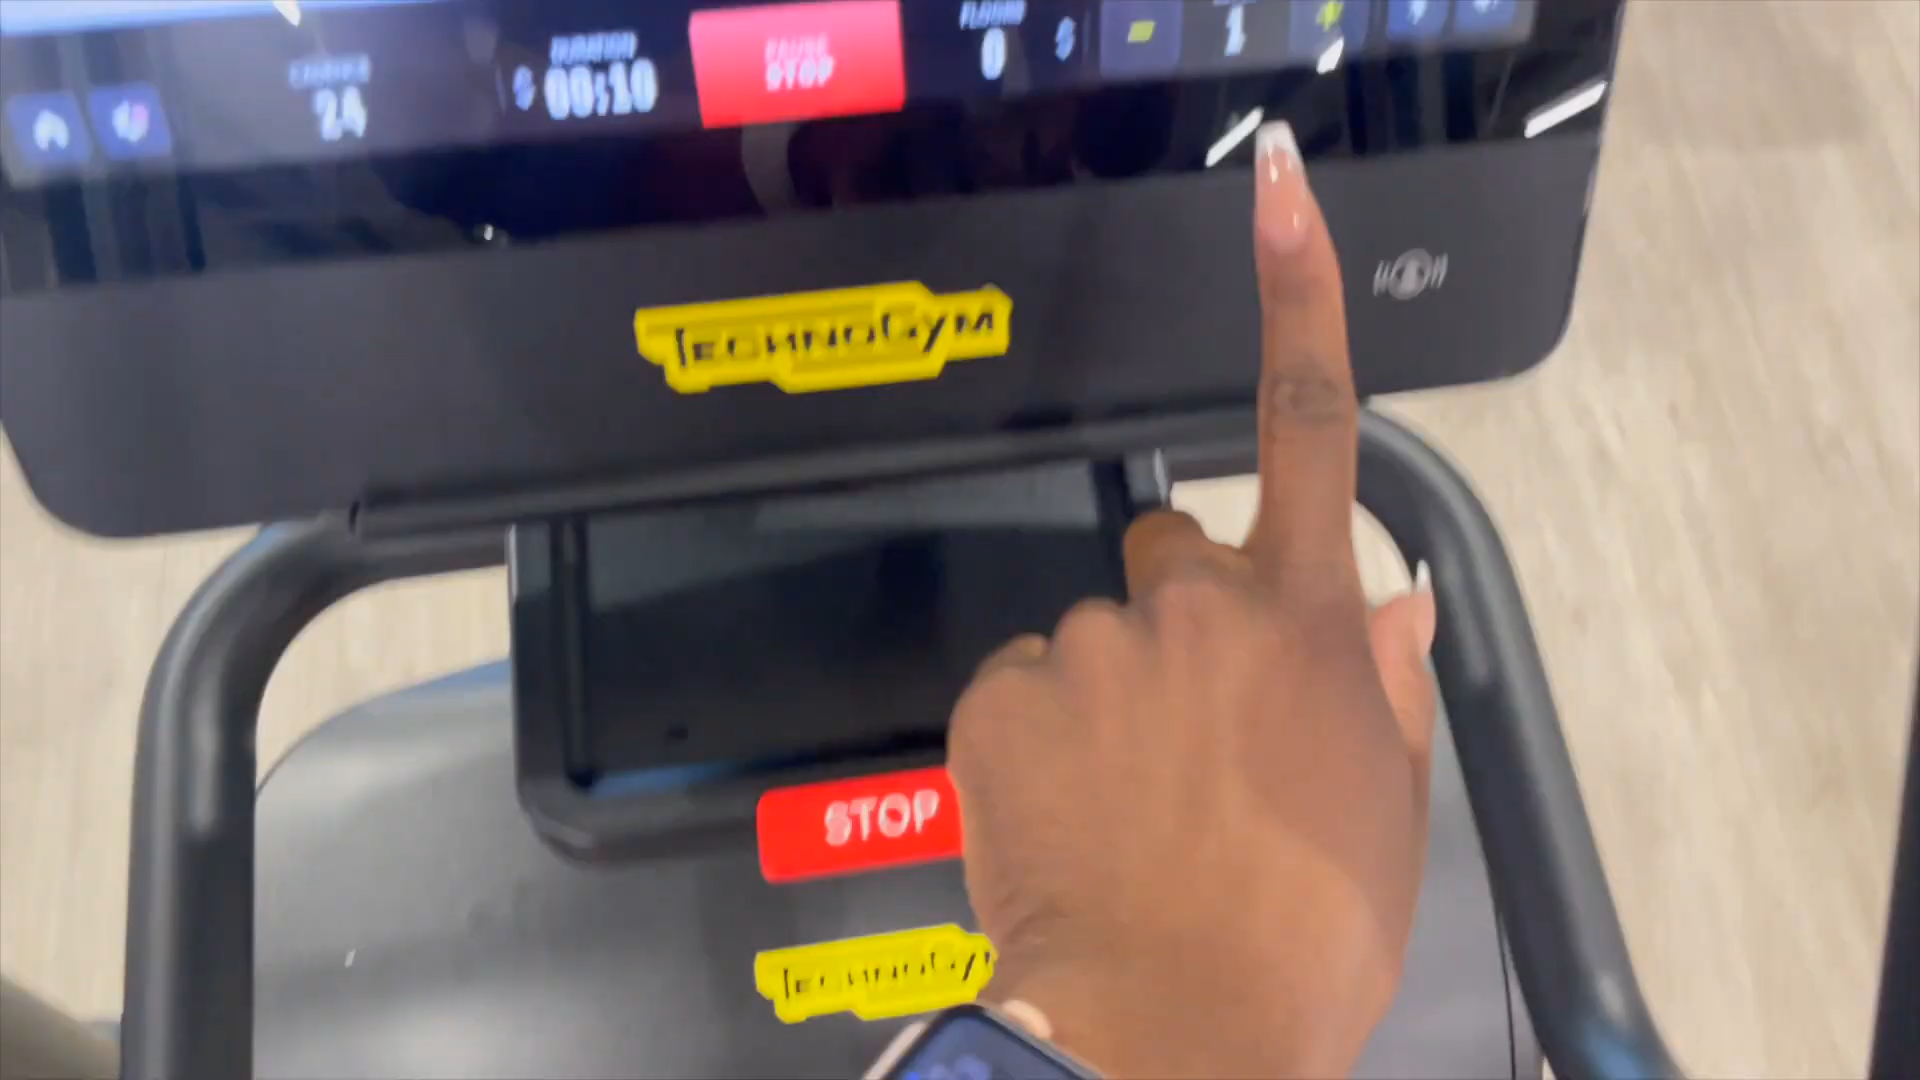 24
DURATION
00:10
PAUSE
STOP
FLOORS
0
1
TECHNOGYM
STOP
TECHNOGYM